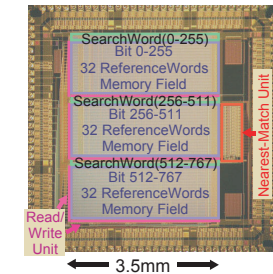 SearchWord(0-255)
Bit 0-255
32 ReferenceWords
Memory Field
SearchWord(256-511)
Bit 256-511
32 ReferenceWords
Memory Field
SearchWord(512-767)
Bit 512-767
32 ReferenceWords
Memory Field
Nearest-Match Unit
Read/
Write
Unit
3.5mm